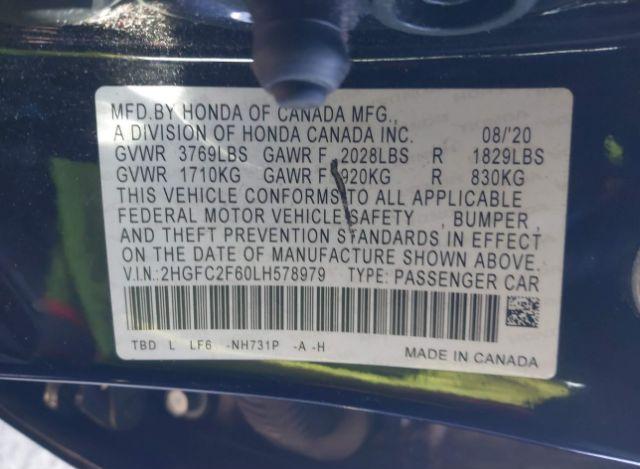 MFD.BY HONDA OF CANADA MFG.,
A DIVISION OF HONDA CANADA INC. 08/'20
GVWR 3769LBS GAWR F 2028LBS R 1829LBS
GVWR 1710KG GAWR F 920KG R 830KG
THIS VEHICLE CONFORMS TO ALL APPLICABLE
FEDERAL MOTOR VEHICLE SAFETY , BUMPER,
AND THEFT PREVENTION STANDARDS IN EFFECT
ON THE DATE OF MANUFACTURE SHOWN ABOVE.
V.I.N.:2HGFC2F60LH578979 TYPE: PASSENGER CAR
TBD L LF6 -NH731P -A -H
MADE IN CANADA